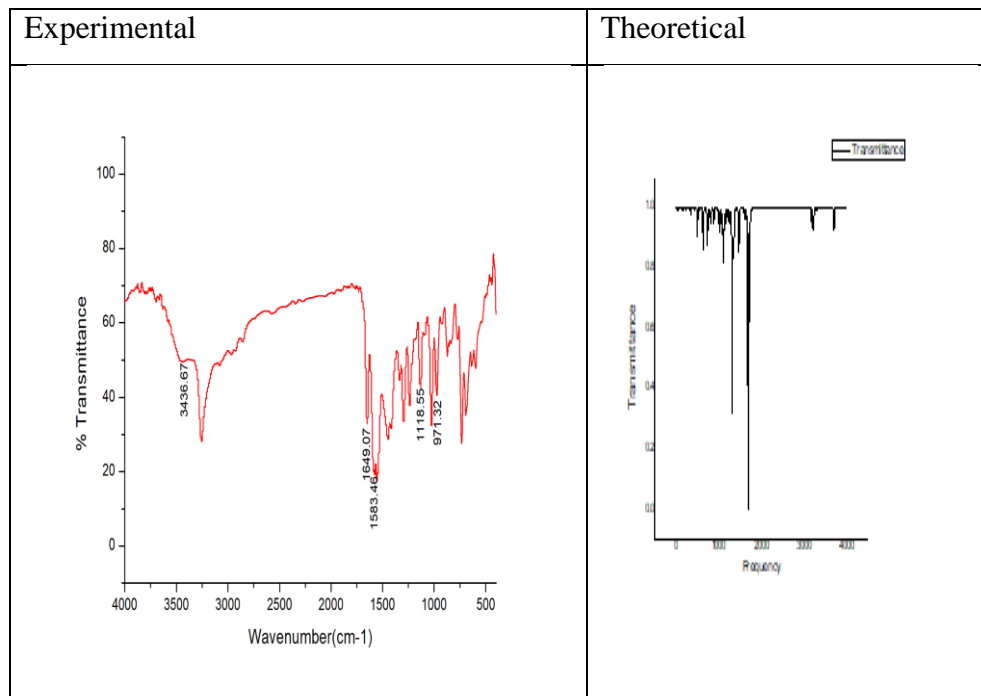 Experimental
Theoretical
100
80
60
40
20
0
% Transmittance
3436.67
1649.07
1583.46
1118.55
971.32
4000 3500 3000 2500 2000 1500 1000 500
Wavenumber(cm-1)
Transmittance
1.0
0.8
0.6
0.4
0.2
0.0
Transmittance
0 1000 2000 3000 4000
Frequency